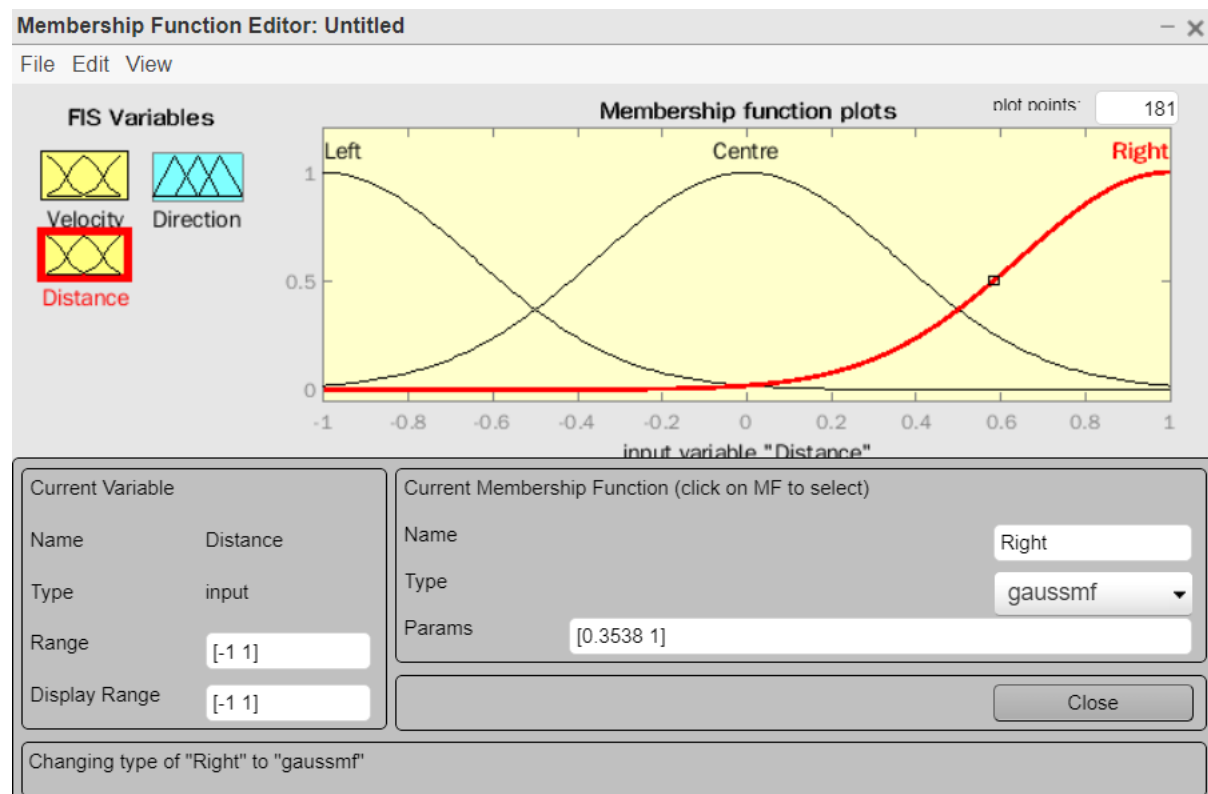 Membership Function Editor: Untitled
File Edit View
FIS Variables
Velocity Direction
Distance
Membership function plots
plot points: 181
Left Centre Right
1
0.5
0
-1 -0.8 -0.6 -0.4 -0.2 0 0.2 0.4 0.6 0.8 1
input variable "Distance"
Current Variable
Name Distance
Type input
Range [-1 1]
Display Range [-1 1]
Current Membership Function (click on MF to select)
Name Right
Type gaussmf
Params [0.3538 1]
Close
Changing type of "Right" to "gaussmf"